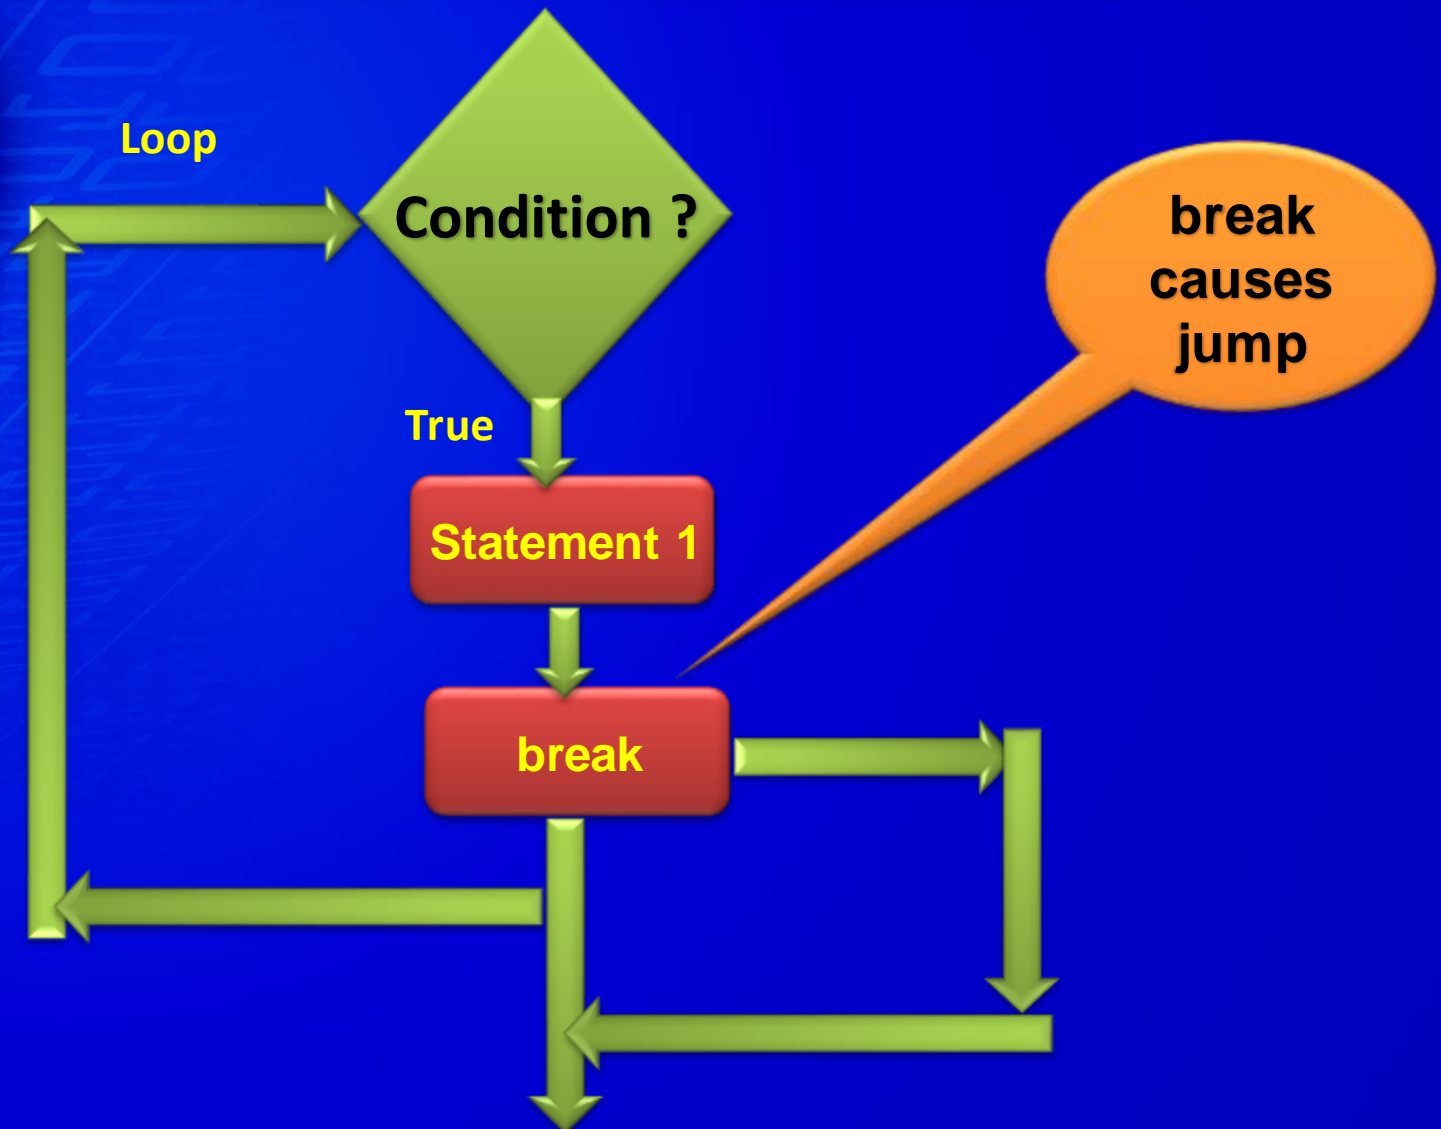 Loop
Condition ?
break
causes
jump
True
Statement 1
break